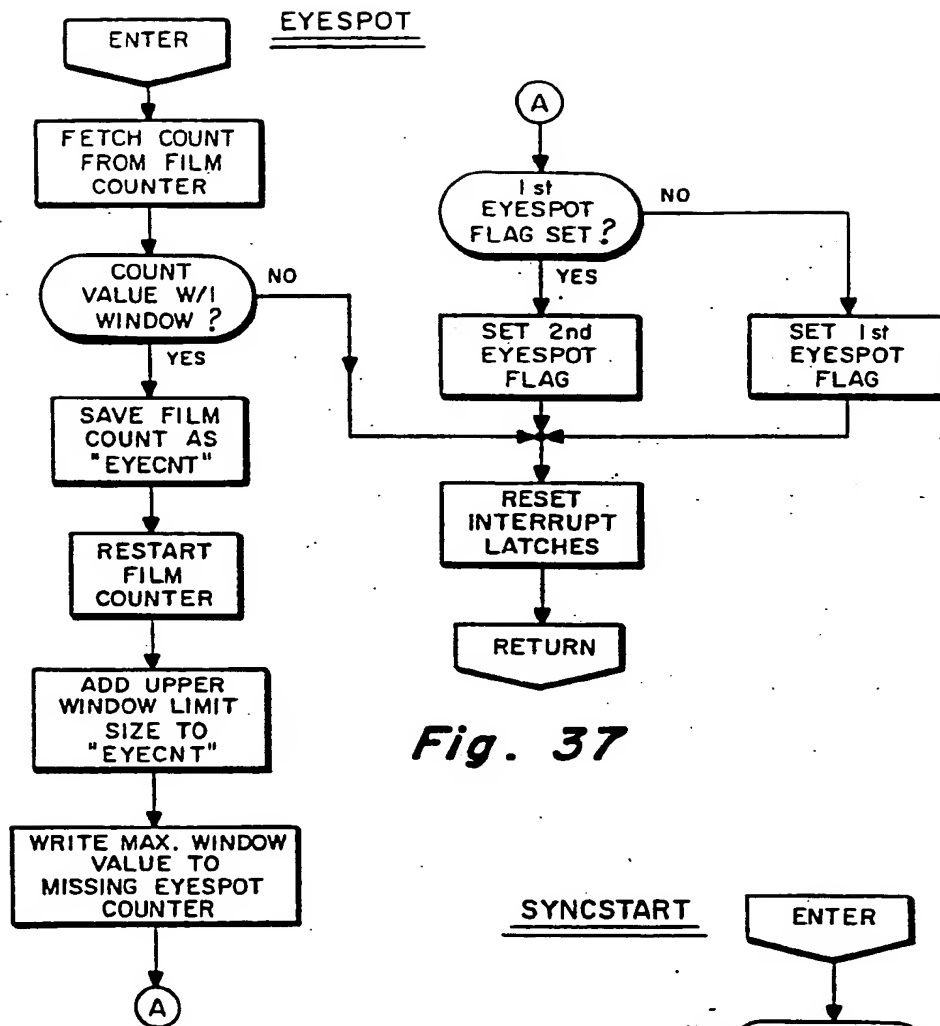 EYESPOT
ENTER
FETCH COUNT
FROM FILM
COUNTER
COUNT
VALUE W/I
WINDOW ?
NO
YES
SAVE FILM
COUNT AS
"EYECNT"
RESTART
FILM
COUNTER
ADD UPPER
WINDOW LIMIT
SIZE TO
"EYECNT"
WRITE MAX. WINDOW
VALUE TO
MISSING EYESPOT
COUNTER
A
A
1st
EYESPOT
FLAG SET ?
NO
YES
SET 2nd
EYESPOT
FLAG
SET 1st
EYESPOT
FLAG
RESET
INTERRUPT
LATCHES
RETURN
Fig. 37
SYNCSTART
ENTER